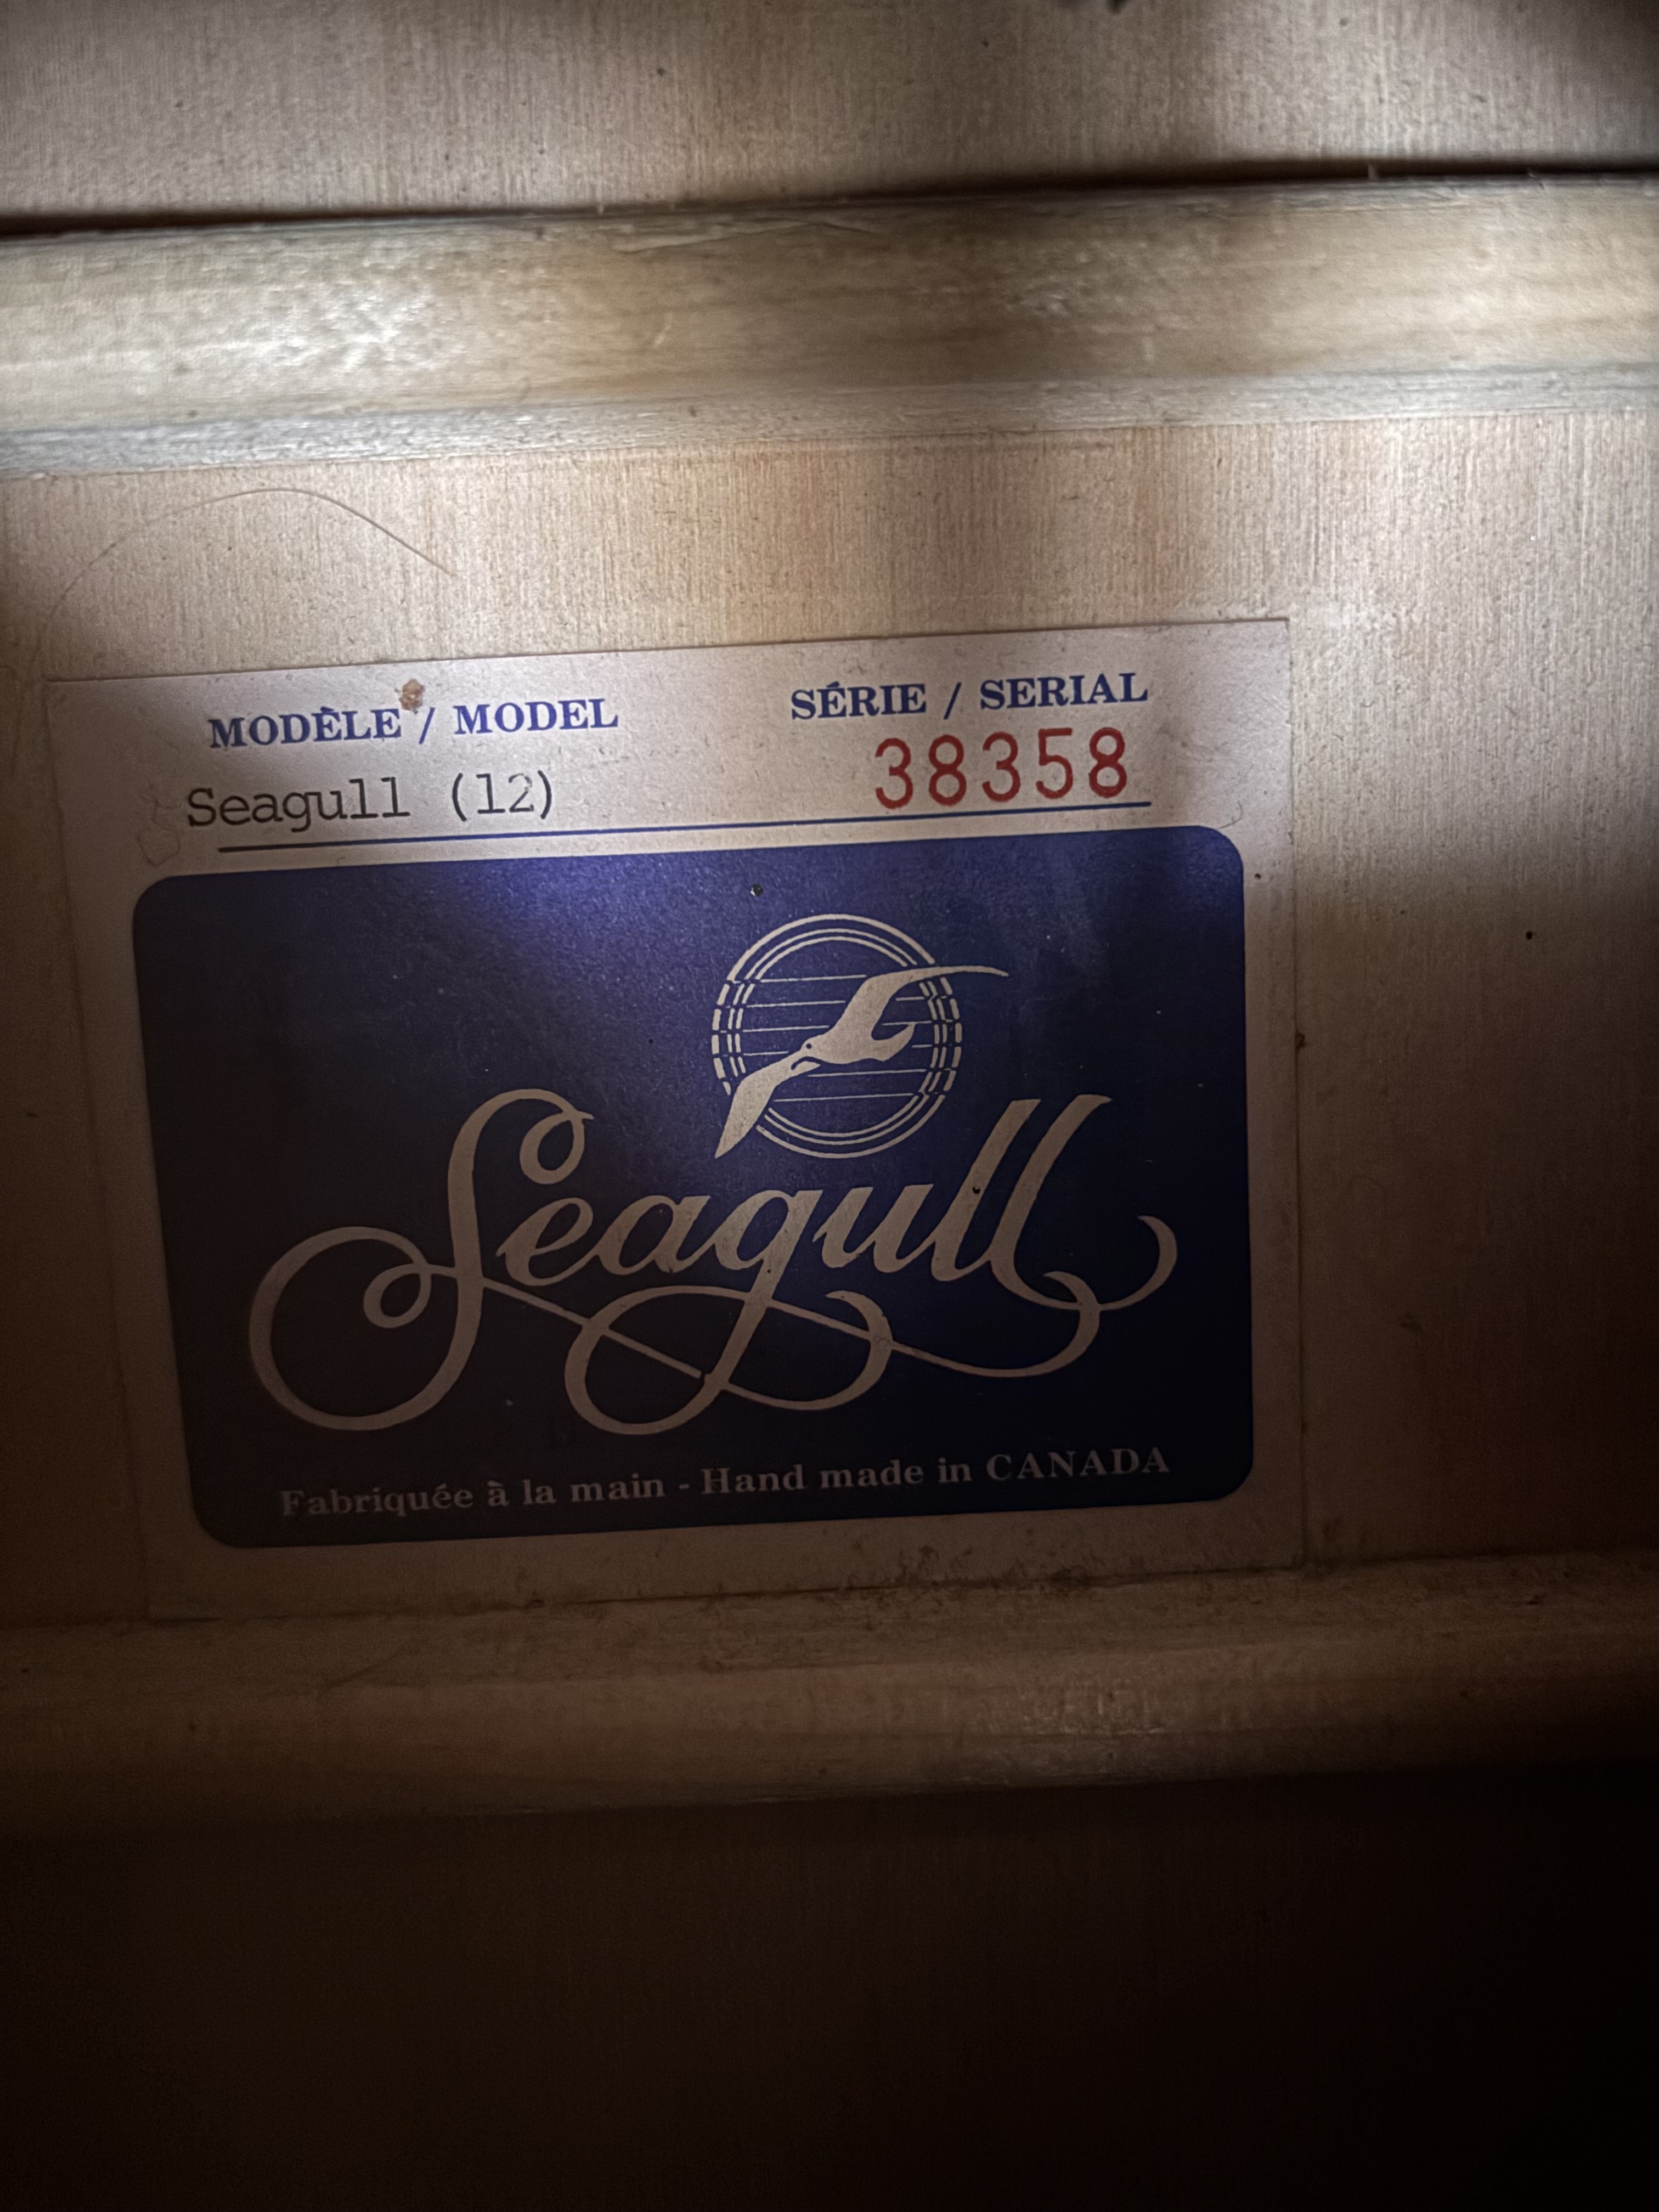 MODÈLE / MODEL
Seagull (12)
SÉRIE / SERIAL
38358
Seagull
Fabriquée à la main - Hand made in CANADA